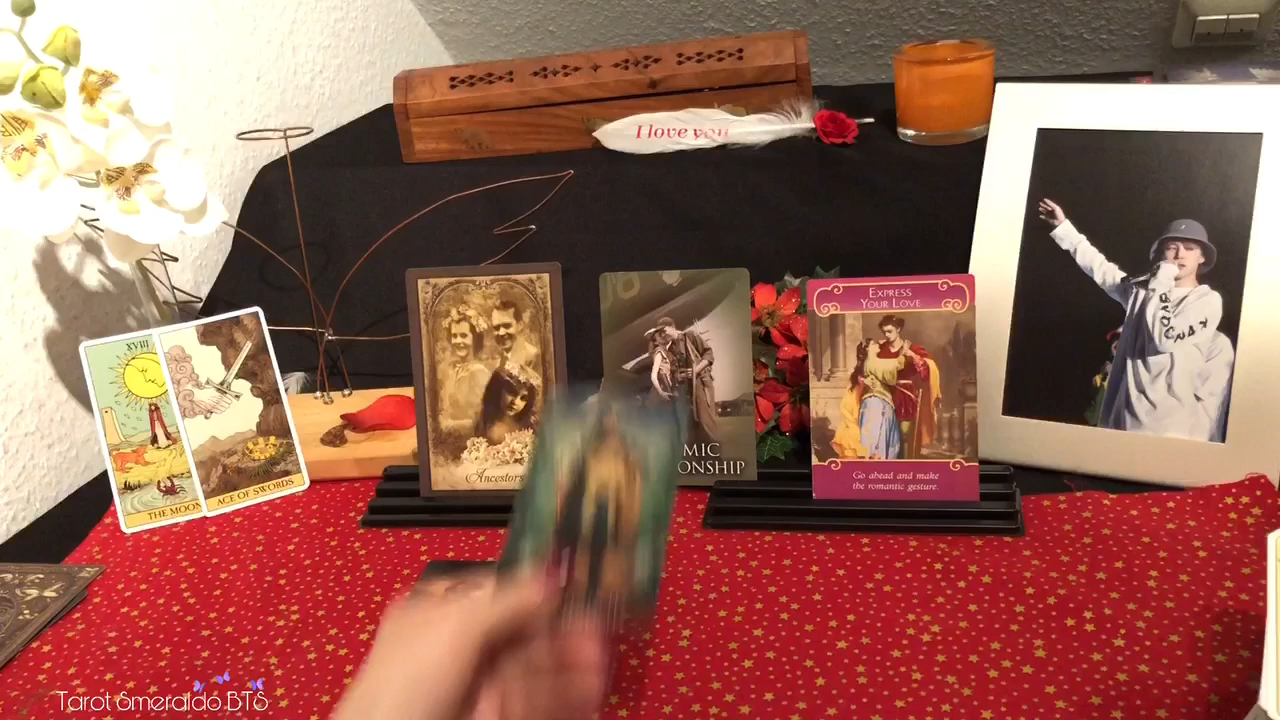 I love you
EXPRESS
YOUR LOVE
Go ahead and make
the romantic gesture.
Ancestors
MIC
ONSHIP
XVIII
THE MOON
ACE OF SWORDS
Tarot Smeraldo BTS